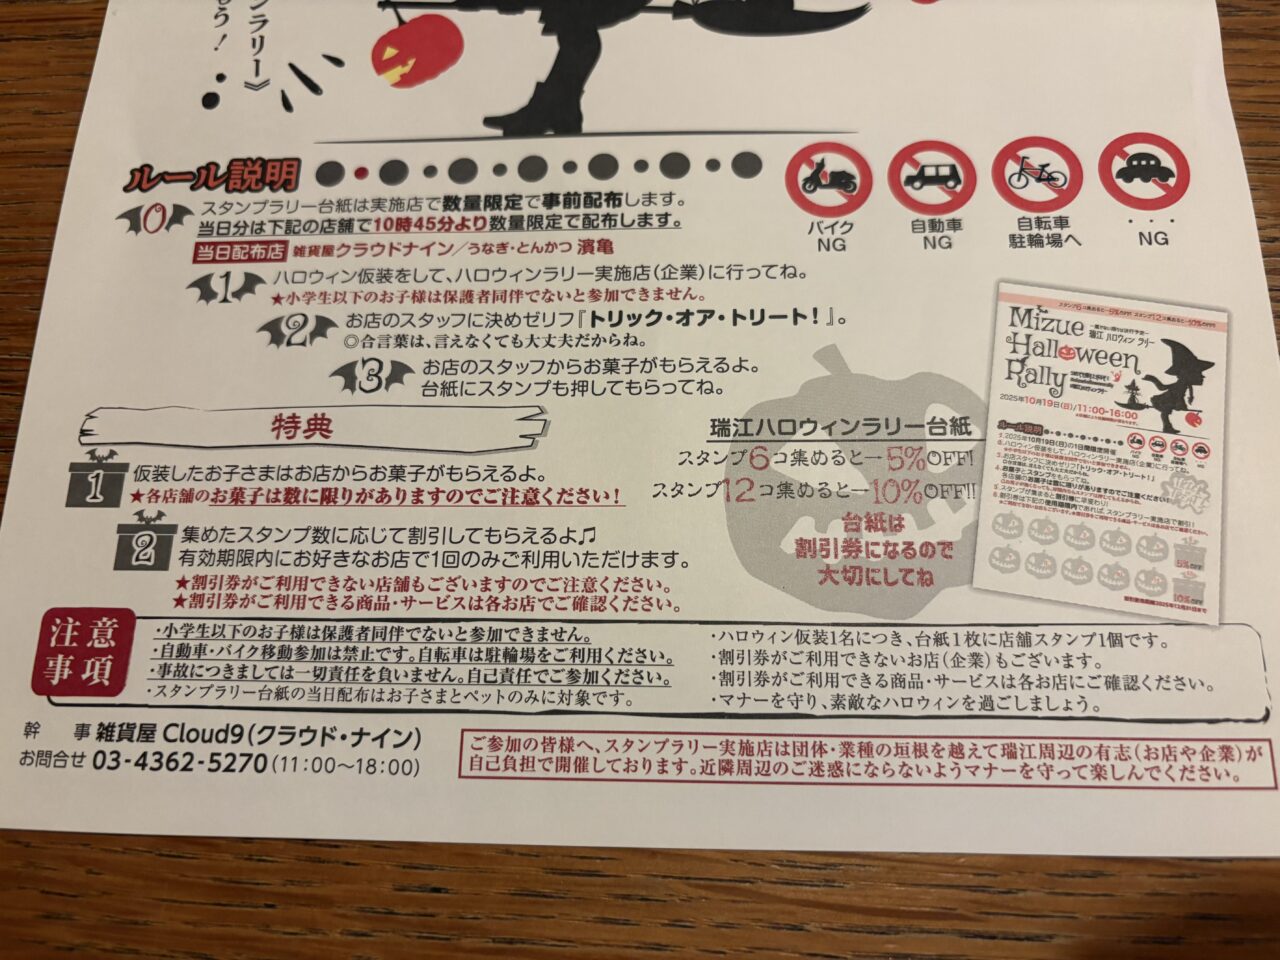 ンラリー》
う!
ルール説明
0 スタンプラリー台紙は実施店で数量限定で事前配布します。
当日分は下記の店舗で10時45分より数量限定で配布します。
当日配布店 雑貨屋クラウドナイン/うなぎ・とんかつ 濱亀
1 ハロウィン仮装をして、ハロウィンラリー実施店(企業)に行ってね。
★小学生以下のお子様は保護者同伴でないと参加できません。
2 お店のスタッフに決めゼリフ『トリック・オア・トリート!』。
◎合言葉は、言えなくても大丈夫だからね。
3 お店のスタッフからお菓子がもらえるよ。
台紙にスタンプも押してもらってね。
バイク
NG
自動車
NG
自転車
駐輪場へ
・・・
NG
特典
1 仮装したお子さまはお店からお菓子がもらえるよ。
★各店舗のお菓子は数に限りがありますのでご注意ください!
2 集めたスタンプ数に応じて割引してもらえるよ♫
有効期限内にお好きなお店で1回のみご利用いただけます。
★割引券がご利用できない店舗もございますのでご注意ください。
★割引券がご利用できる商品・サービスは各お店でご確認ください。
瑞江ハロウィンラリー台紙
スタンプ6コ集めると→5%OFF!
スタンプ12コ集めると→10%OFF!!
台紙は
割引券になるので
大切にしてね
スタンプ6コ集めると→5%OFF! スタンプ12コ集めると→10%OFF!
Mizue
瑞江 ハロウィン ラリー
Halloween
Rally
2025年10月19日(日)/11:00-16:00
ルール説明
5%OFF
10%OFF
注意
事項
・小学生以下のお子様は保護者同伴でないと参加できません。
・自動車・バイク移動参加は禁止です。自転車は駐輪場をご利用ください。
・事故につきましては一切責任を負いません。自己責任でご参加ください。
・スタンプラリー台紙の当日配布はお子さまとペットのみに対象です。
・ハロウィン仮装1名につき、台紙1枚に店舗スタンプ1個です。
・割引券がご利用できないお店(企業)もございます。
・割引券がご利用できる商品・サービスは各お店にご確認ください。
・マナーを守り、素敵なハロウィンを過ごしましょう。
幹 事 雑貨屋 Cloud9(クラウド・ナイン)
お問合せ 03-4362-5270(11:00～18:00)
ご参加の皆様へ、スタンプラリー実施店は団体・業種の垣根を越えて瑞江周辺の有志(お店や企業)が
自己負担で開催しております。近隣周辺のご迷惑にならないようマナーを守って楽しんでください。